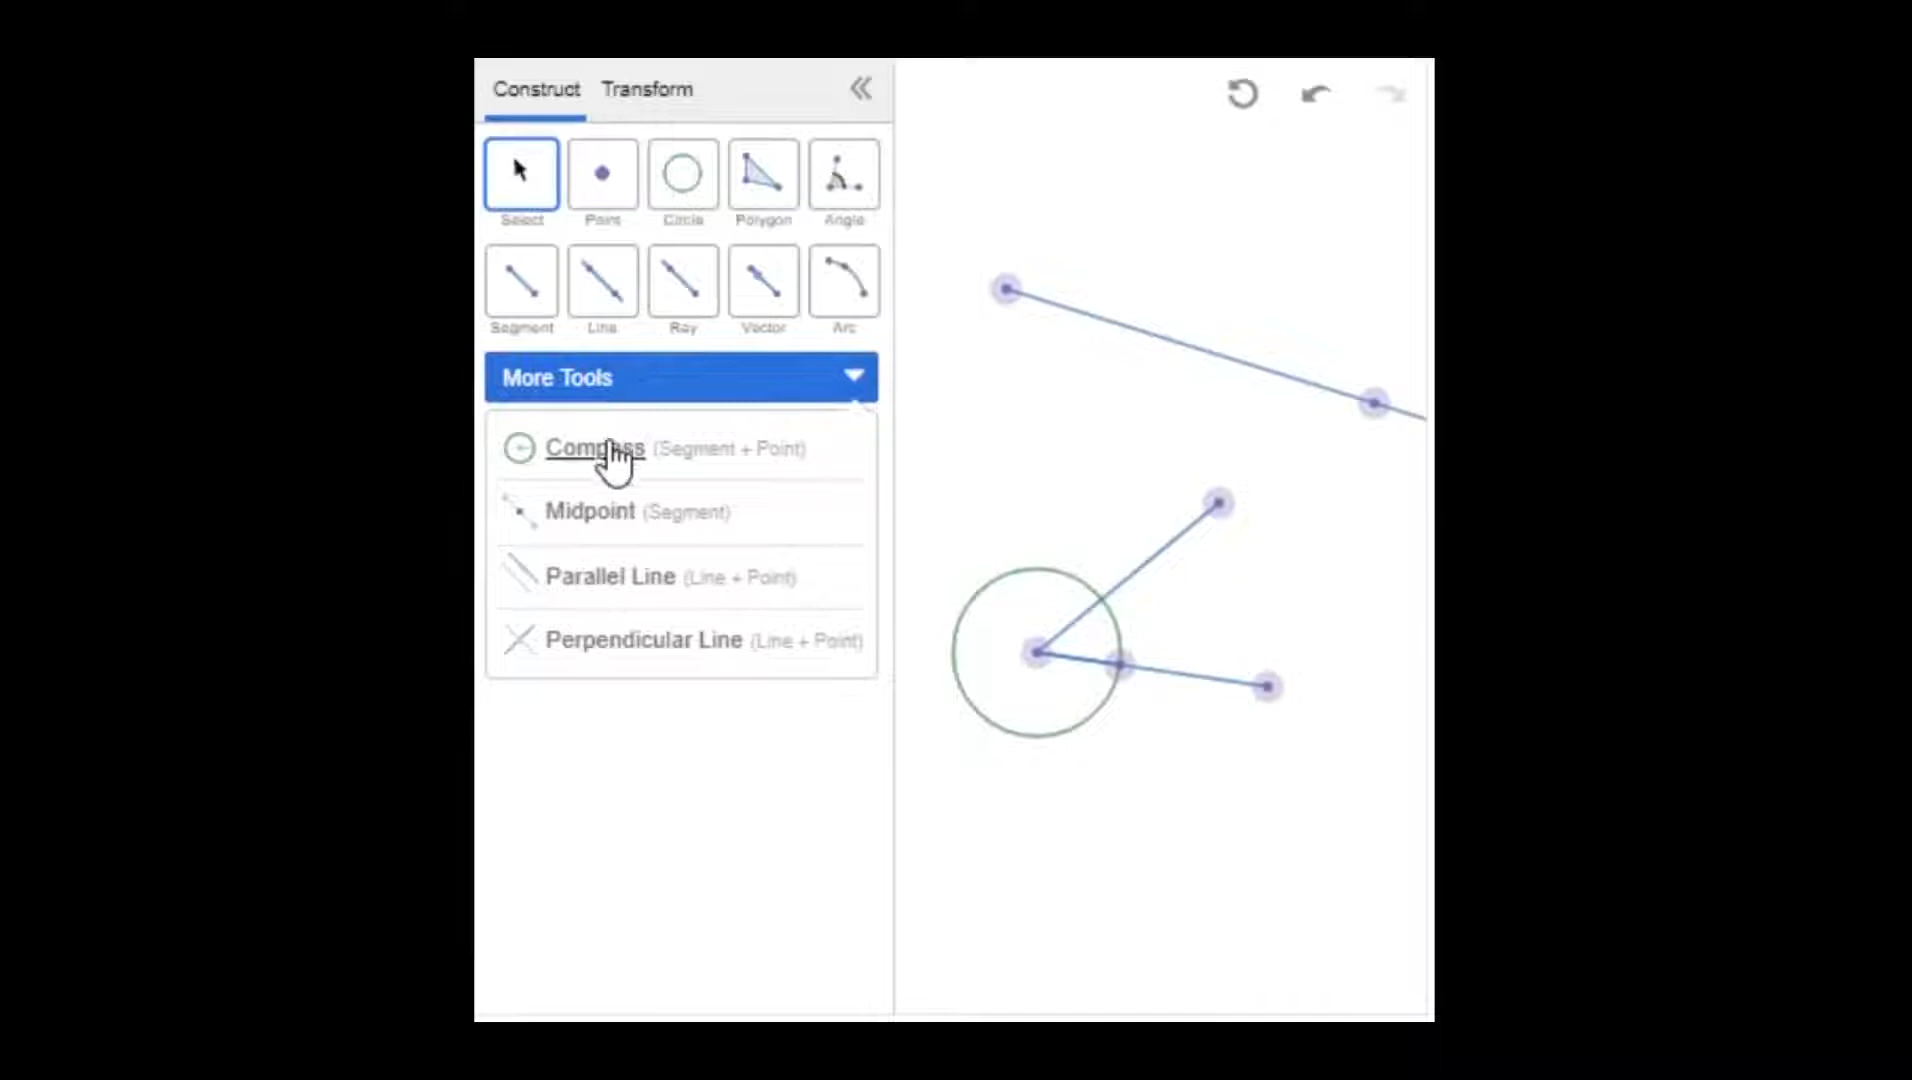 Construct Transform
Select Point Circle Polygon Angle
Segment Line Ray Vector Arc
More Tools
Compass (Segment + Point)
Midpoint (Segment)
Parallel Line (Line + Point)
Perpendicular Line (Line + Point)